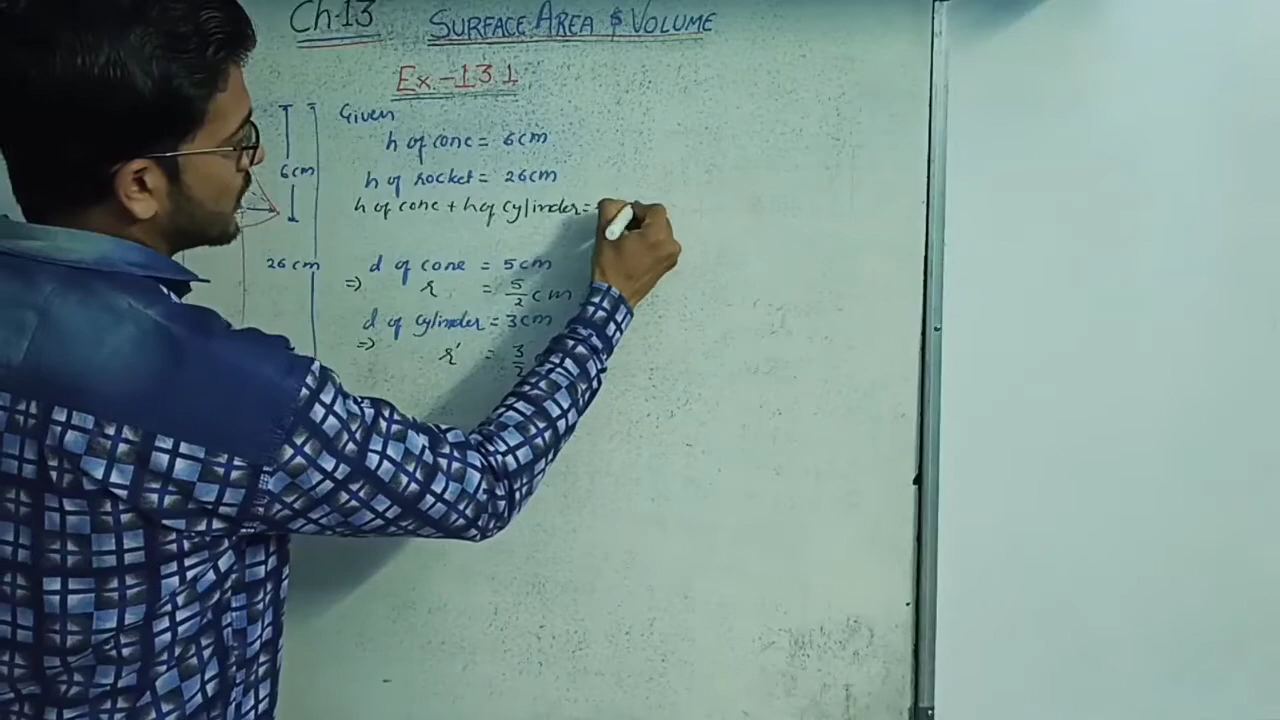 Ch-13 SURFACE AREA & VOLUME
Ex.-13.1
Given
6cm
h of cone = 6cm
h of rocket = 26cm
h of cone + h of cylinder =
26cm
d of cone = 5cm
⇒ r = 5/2 cm
d of cylinder = 3cm
⇒ r' = 3/2